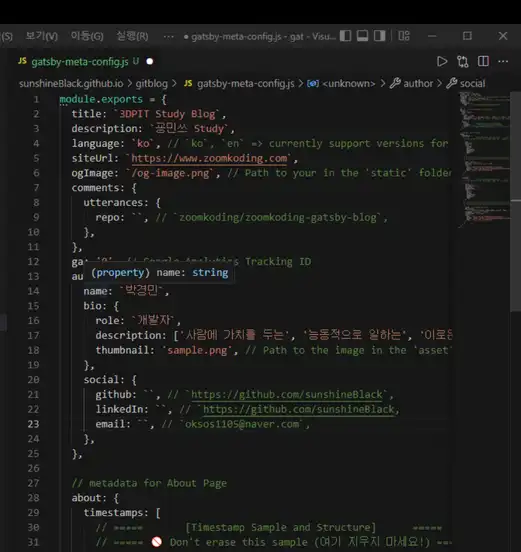 (S) 보기(V) 이동(G) 실행(R) ··· ● gatsby-meta-config.js - gat - Visu...
JS gatsby-meta-config.js U ●
sunshineBlack.github.io > gitblog > JS gatsby-meta-config.js > <unknown> > author > social
1 module.exports = {
2 title: `3DPIT Study Blog`,
3 description: `꽁민쓰 Study`,
4 language: `ko`, // `ko`, `en` => currently support versions for
5 siteUrl: `https://www.zoomkoding.com`,
6 ogImage: `/og-image.png`, // Path to your in the 'static' folder
7 comments: {
8 utterances: {
9 repo: ``, // `zoomkoding/zoomkoding-gatsby-blog`,
10 },
11 },
12 ga: '0', // Google Analytics Tracking ID
(property) name: string
13 au
14 name: `박경민`,
15 bio: {
16 role: `개발자`,
17 description: ['사람에 가치를 두는', '능동적으로 일하는', '이로운
18 thumbnail: 'sample.png', // Path to the image in the 'asset'
19 },
20 social: {
21 github: ``, // `https://github.com/sunshineBlack`,
22 linkedIn: ``, // `https://github.com/sunshineBlack,
23 email: ``, // `oksos1105@naver.com`,
24 },
25 },
26
27 // metadata for About Page
28 about: {
29 timestamps: [
30 // ===== [Timestamp Sample and Structure] =====
31 // ===== 🚫 Don't erase this sample (여기 지우지 마세요!) ===